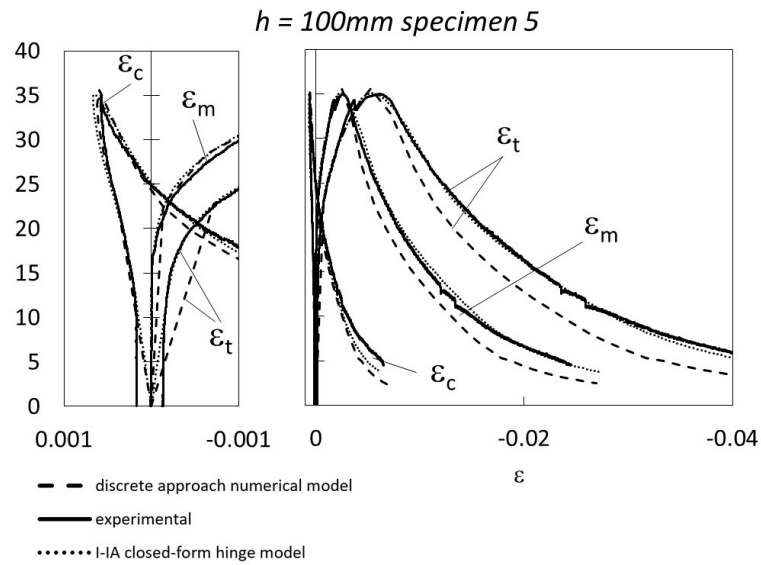 h = 100mm specimen 5
40
35
30
25
20
15
10
5
0
εc
εm
εt
0.001
-0.001
εt
εm
εc
0
-0.02
-0.04
ε
discrete approach numerical model
experimental
I-IA closed-form hinge model